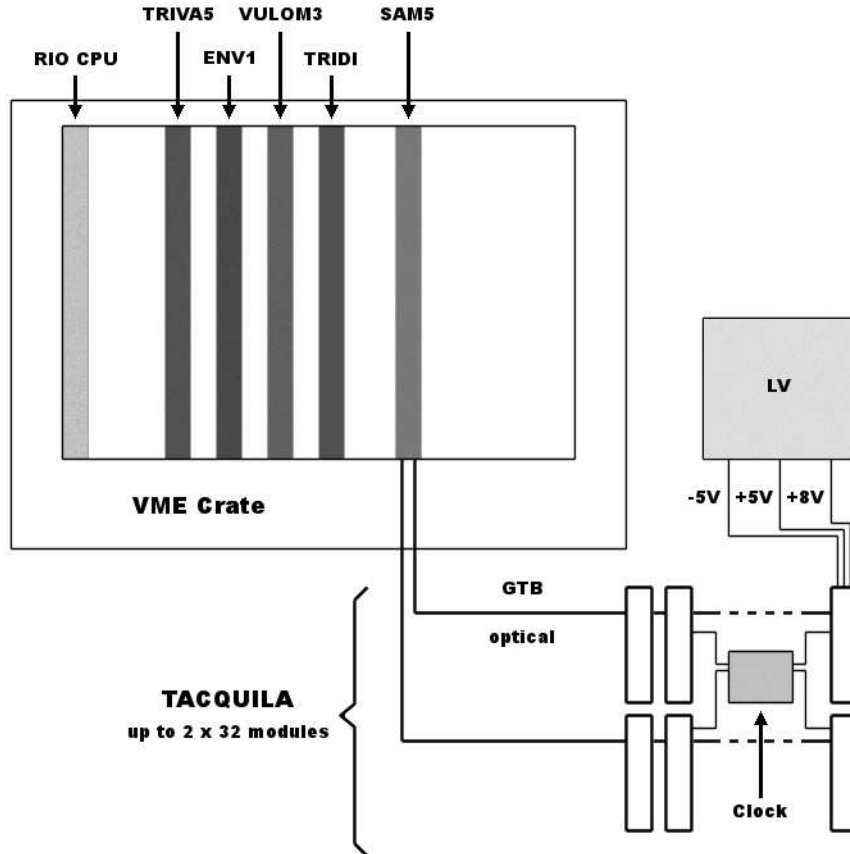 TRIVA5 VULOM3 SAM5
RIO CPU ENV1 TRIDI
LV
VME Crate
-5V +5V +8V
GTB
optical
TACQUILA
up to 2 x 32 modules
Clock